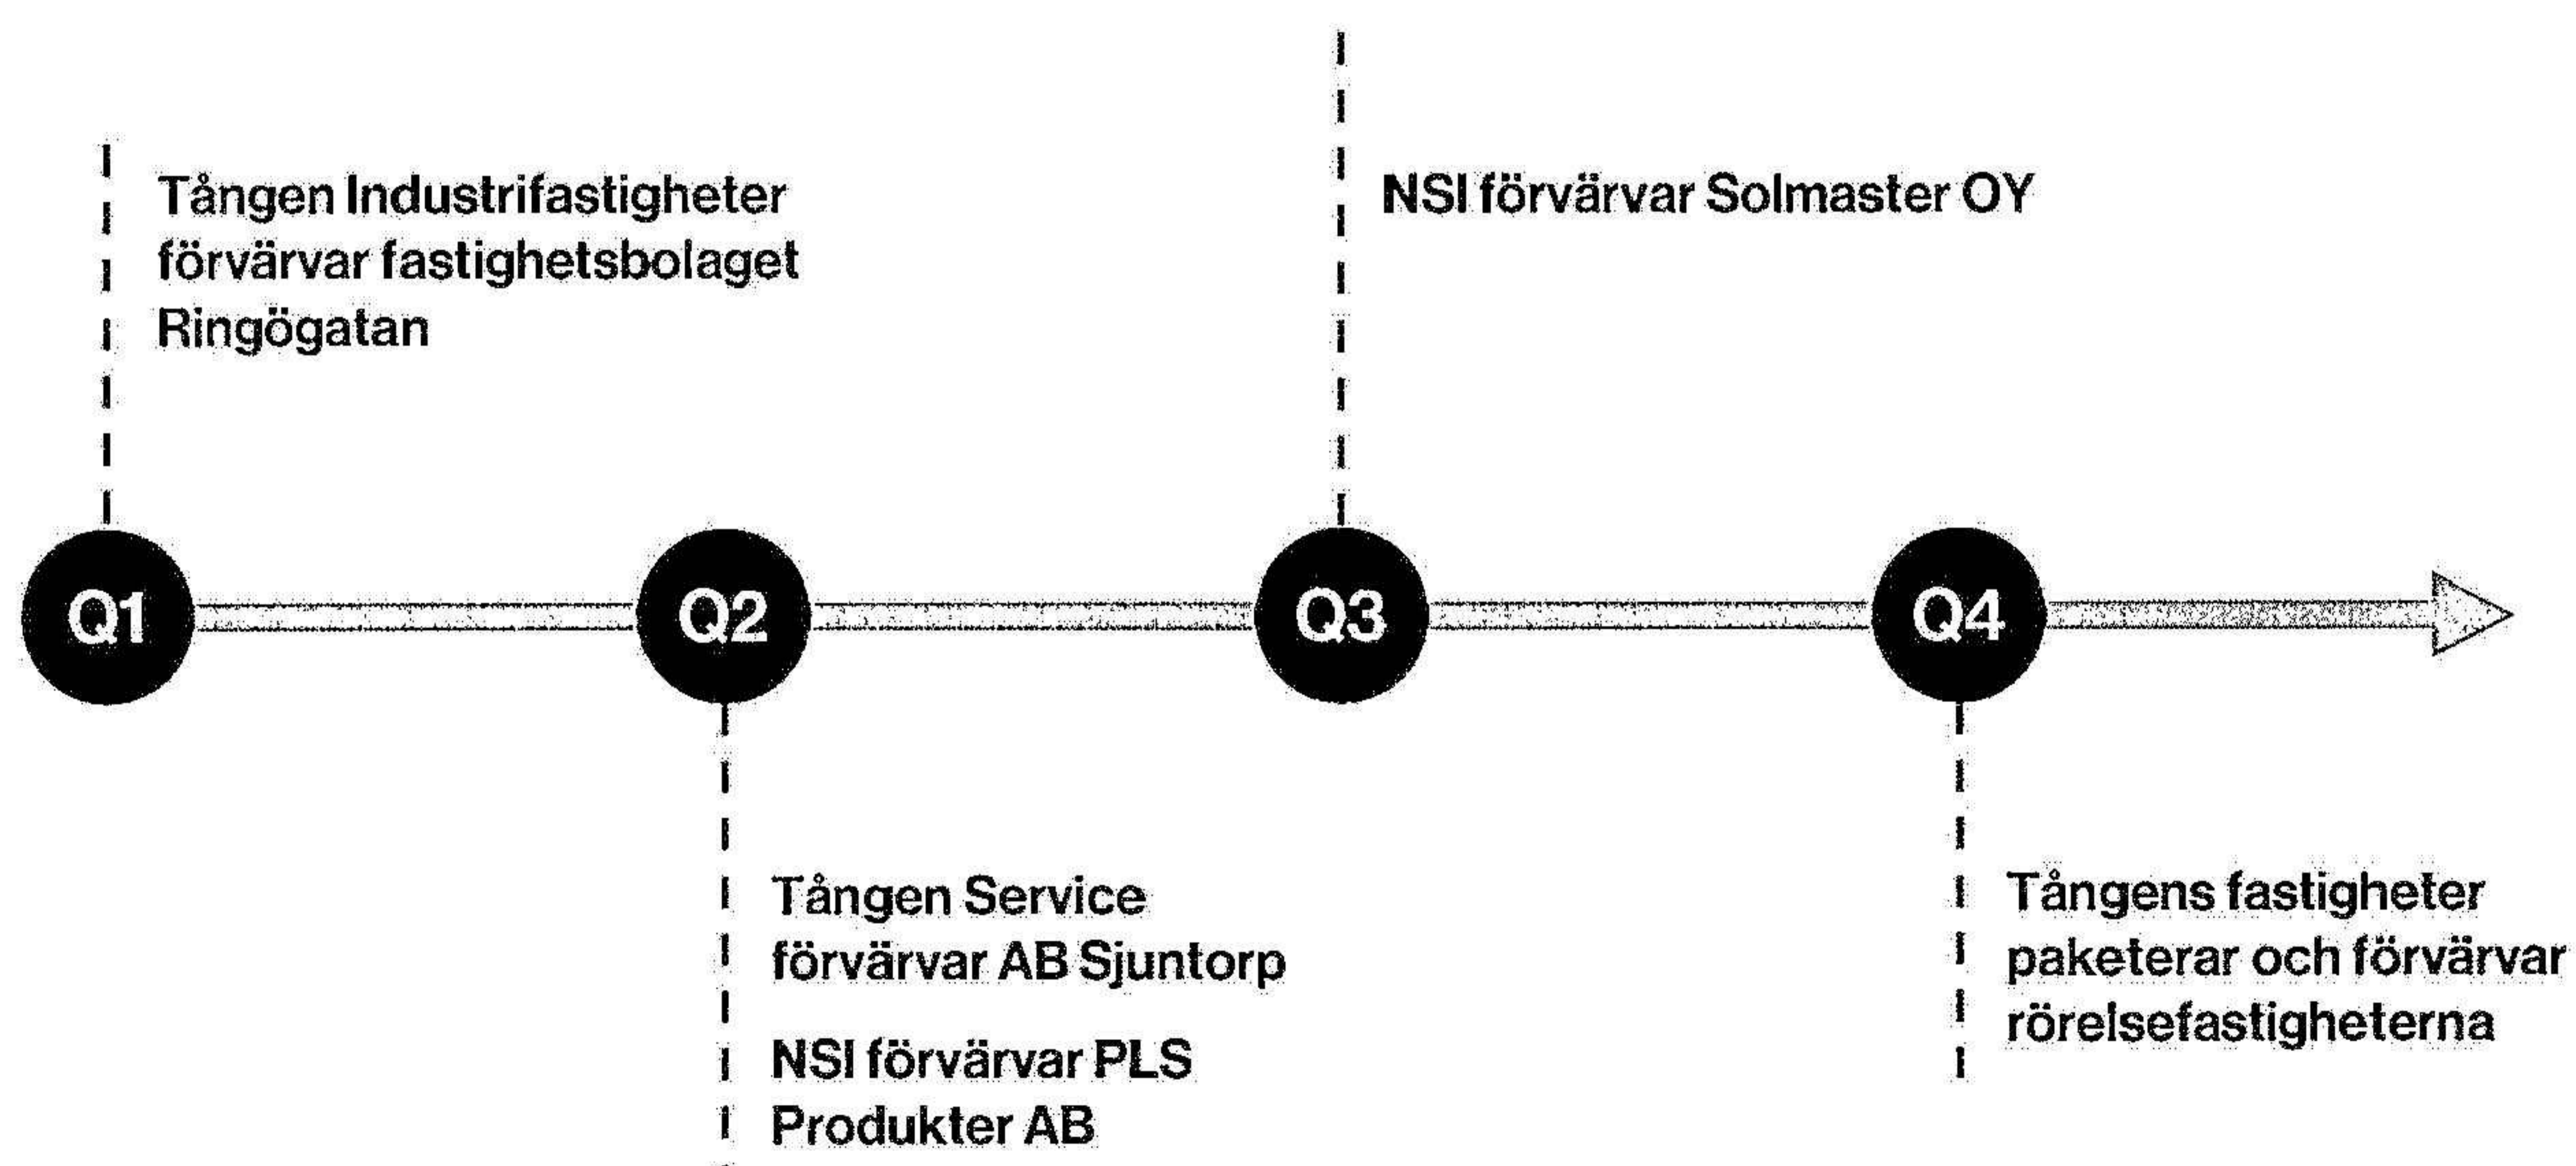 Tången Industrifastigheter
förvärvar fastighetsbolaget
Ringögatan
NSI förvärvar Solmaster OY
Q1
Q2
Q3
Q4
Tången Service
förvärvar AB Sjuntorp
NSI förvärvar PLS
Produkter AB
Tångens fastigheter
paketerar och förvärvar
rörelsefastigheterna